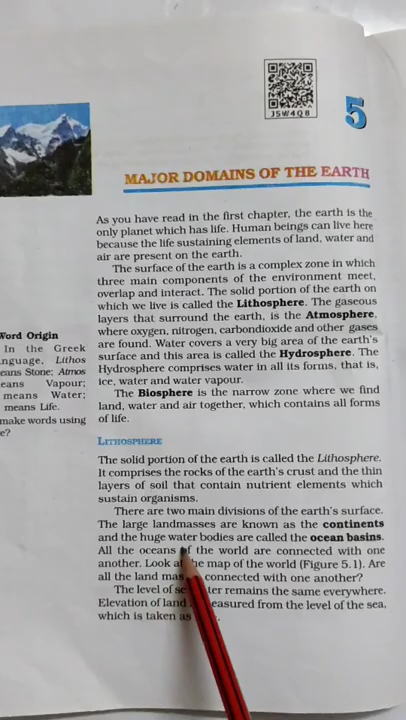 J5W4Q8
5
MAJOR DOMAINS OF THE EARTH
As you have read in the first chapter, the earth is the
only planet which has life. Human beings can live here
because the life sustaining elements of land, water and
air are present on the earth.
The surface of the earth is a complex zone in which
three main components of the environment meet,
overlap and interact. The solid portion of the earth on
which we live is called the Lithosphere. The gaseous
layers that surround the earth, is the Atmosphere,
where oxygen, nitrogen, carbondioxide and other gases
are found. Water covers a very big area of the earth's
surface and this area is called the Hydrosphere. The
Hydrosphere comprises water in all its forms, that is,
ice, water and water vapour.
The Biosphere is the narrow zone where we find
land, water and air together, which contains all forms
of life.
Word Origin
In the Greek
nguage, Lithos
eans Stone; Atmos
eans Vapour;
means Water;
means Life.
make words using
e?
LITHOSPHERE
The solid portion of the earth is called the Lithosphere.
It comprises the rocks of the earth's crust and the thin
layers of soil that contain nutrient elements which
sustain organisms.
There are two main divisions of the earth's surface.
The large landmasses are known as the continents
and the huge water bodies are called the ocean basins.
All the oceans of the world are connected with one
another. Look at the map of the world (Figure 5.1). Are
all the land mas connected with one another?
The level of se ter remains the same everywhere.
Elevation of land easured from the level of the sea,
which is taken as